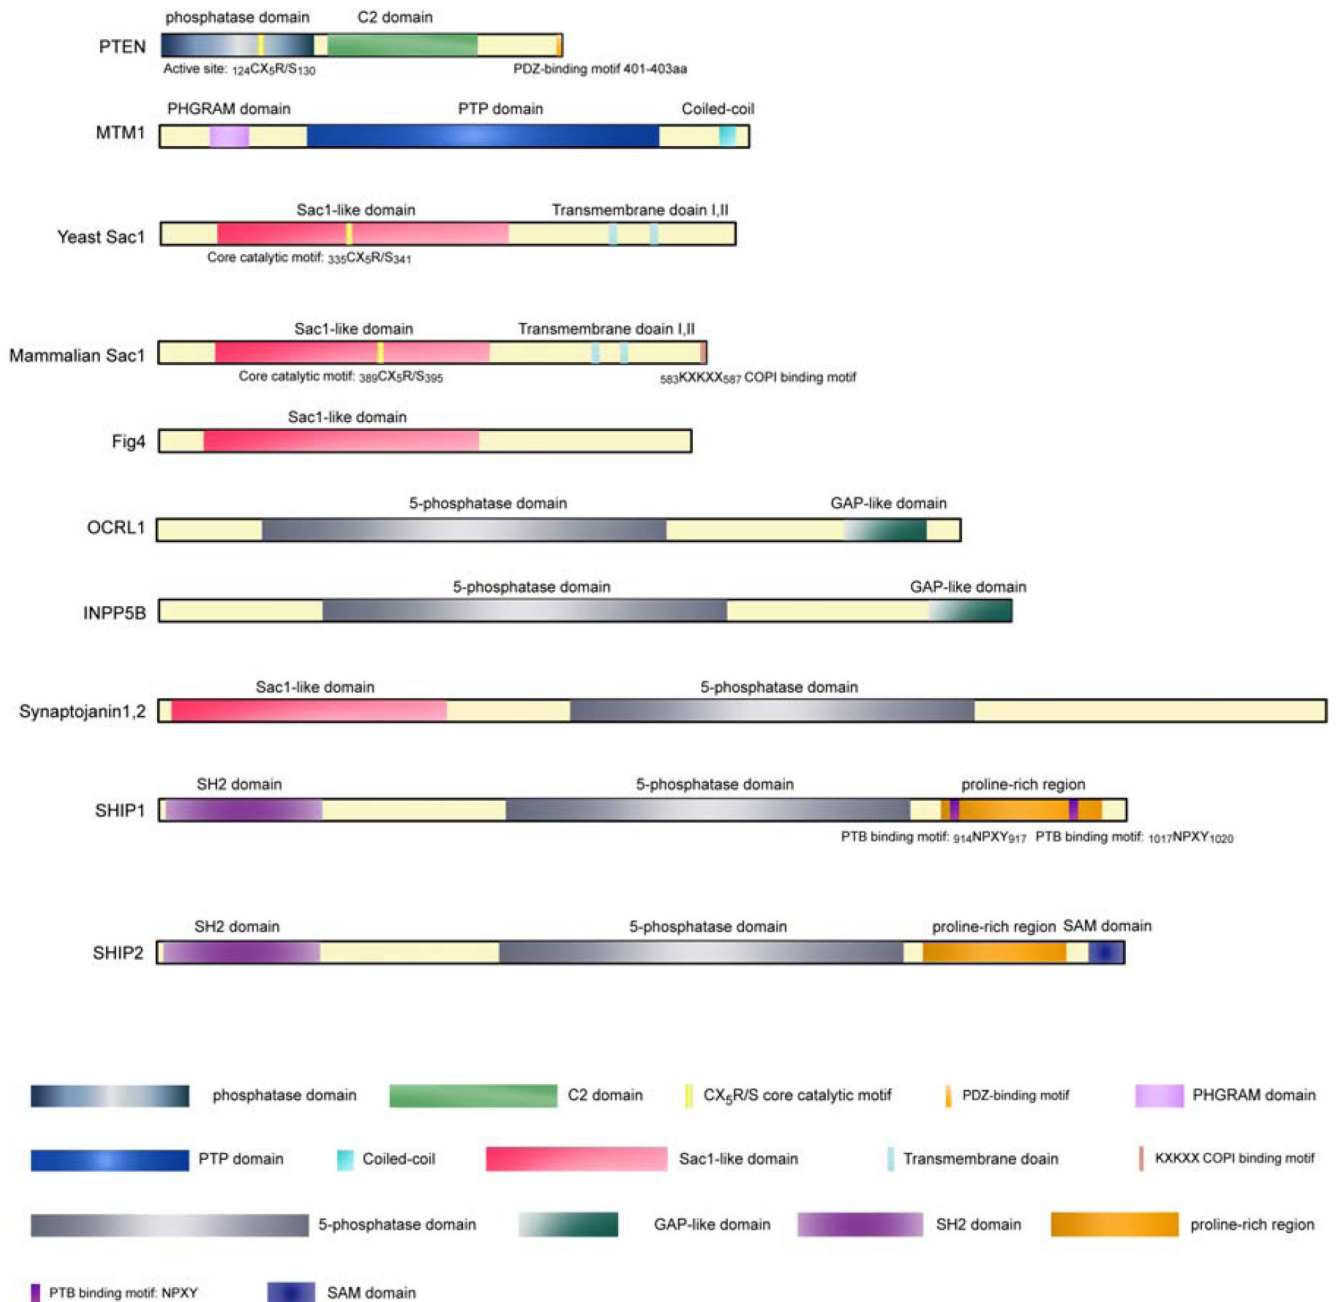 phosphatase domain C2 domain
PTEN
Active site: 124CX5R/S130 PDZ-binding motif 401-403aa
PHGRAM domain PTP domain Coiled-coil
MTM1
Sac1-like domain Transmembrane doain I,II
Yeast Sac1
Core catalytic motif: 335CX5R/S341
Sac1-like domain Transmembrane doain I,II
Mammalian Sac1
Core catalytic motif: 389CX5R/S395 583KXKXX587 COPI binding motif
Sac1-like domain
Fig4
5-phosphatase domain GAP-like domain
OCRL1
5-phosphatase domain GAP-like domain
INPP5B
Sac1-like domain 5-phosphatase domain
Synaptojanin1,2
SH2 domain 5-phosphatase domain proline-rich region
SHIP1
PTB binding motif: 914NPXY917 PTB binding motif: 1017NPXY1020
SH2 domain 5-phosphatase domain proline-rich region SAM domain
SHIP2
phosphatase domain C2 domain CX5R/S core catalytic motif PDZ-binding motif PHGRAM domain
PTP domain Coiled-coil Sac1-like domain Transmembrane doain KXKXX COPI binding motif
5-phosphatase domain GAP-like domain SH2 domain proline-rich region
PTB binding motif: NPXY SAM domain